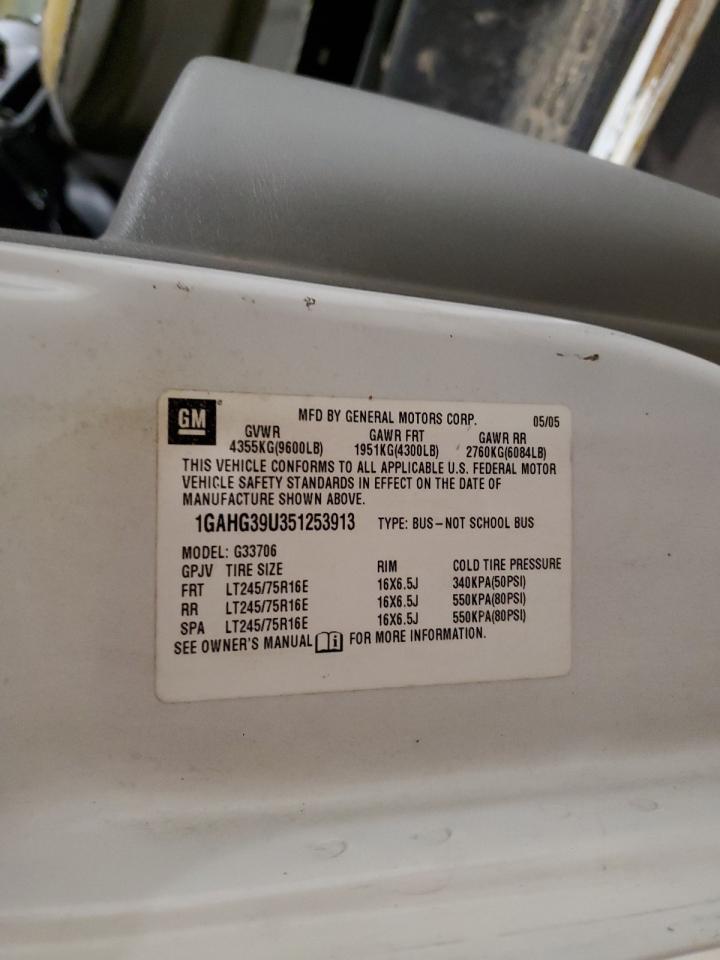 GM ® MFD BY GENERAL MOTORS CORP. 05/05
GVWR GAWR FRT GAWR RR
4355KG(9600LB) 1951KG(4300LB) 2760KG(6084LB)
THIS VEHICLE CONFORMS TO ALL APPLICABLE U.S. FEDERAL MOTOR
VEHICLE SAFETY STANDARDS IN EFFECT ON THE DATE OF
MANUFACTURE SHOWN ABOVE.
1GAHG39U351253913 TYPE: BUS-NOT SCHOOL BUS
MODEL: G33706
GPJV TIRE SIZE RIM COLD TIRE PRESSURE
FRT LT245/75R16E 16X6.5J 340KPA(50PSI)
RR LT245/75R16E 16X6.5J 550KPA(80PSI)
SPA LT245/75R16E 16X6.5J 550KPA(80PSI)
SEE OWNER'S MANUAL i FOR MORE INFORMATION.